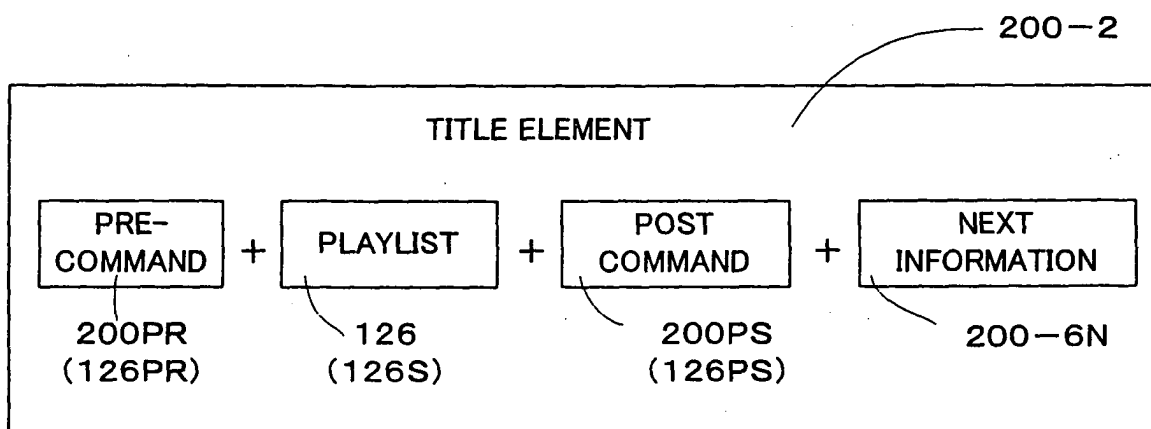 200-2
TITLE ELEMENT
PRE-
COMMAND
+
PLAYLIST
+
POST
COMMAND
+
NEXT
INFORMATION
200PR
(126PR)
126
(126S)
200PS
(126PS)
200-6N